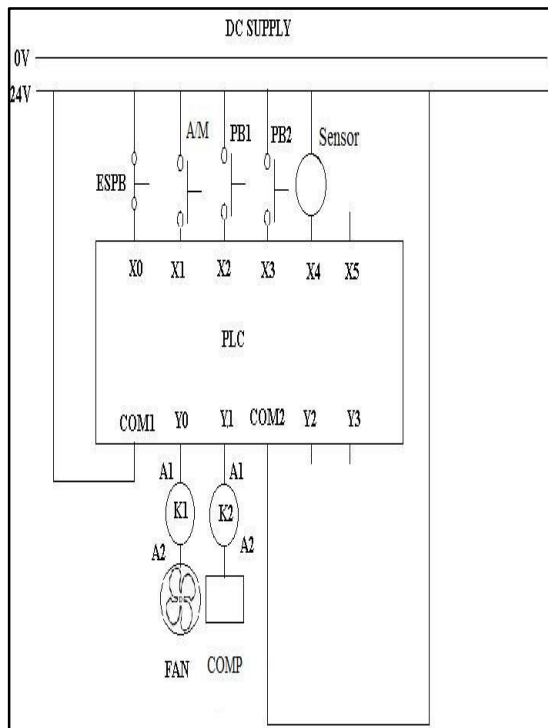 DC SUPPLY
0V
24V
A/M PB1 PB2 Sensor
ESPB
X0 X1 X2 X3 X4 X5
PLC
COM1 Y0 Y1 COM2 Y2 Y3
A1 A1
K1 K2
A2 A2
FAN COMP